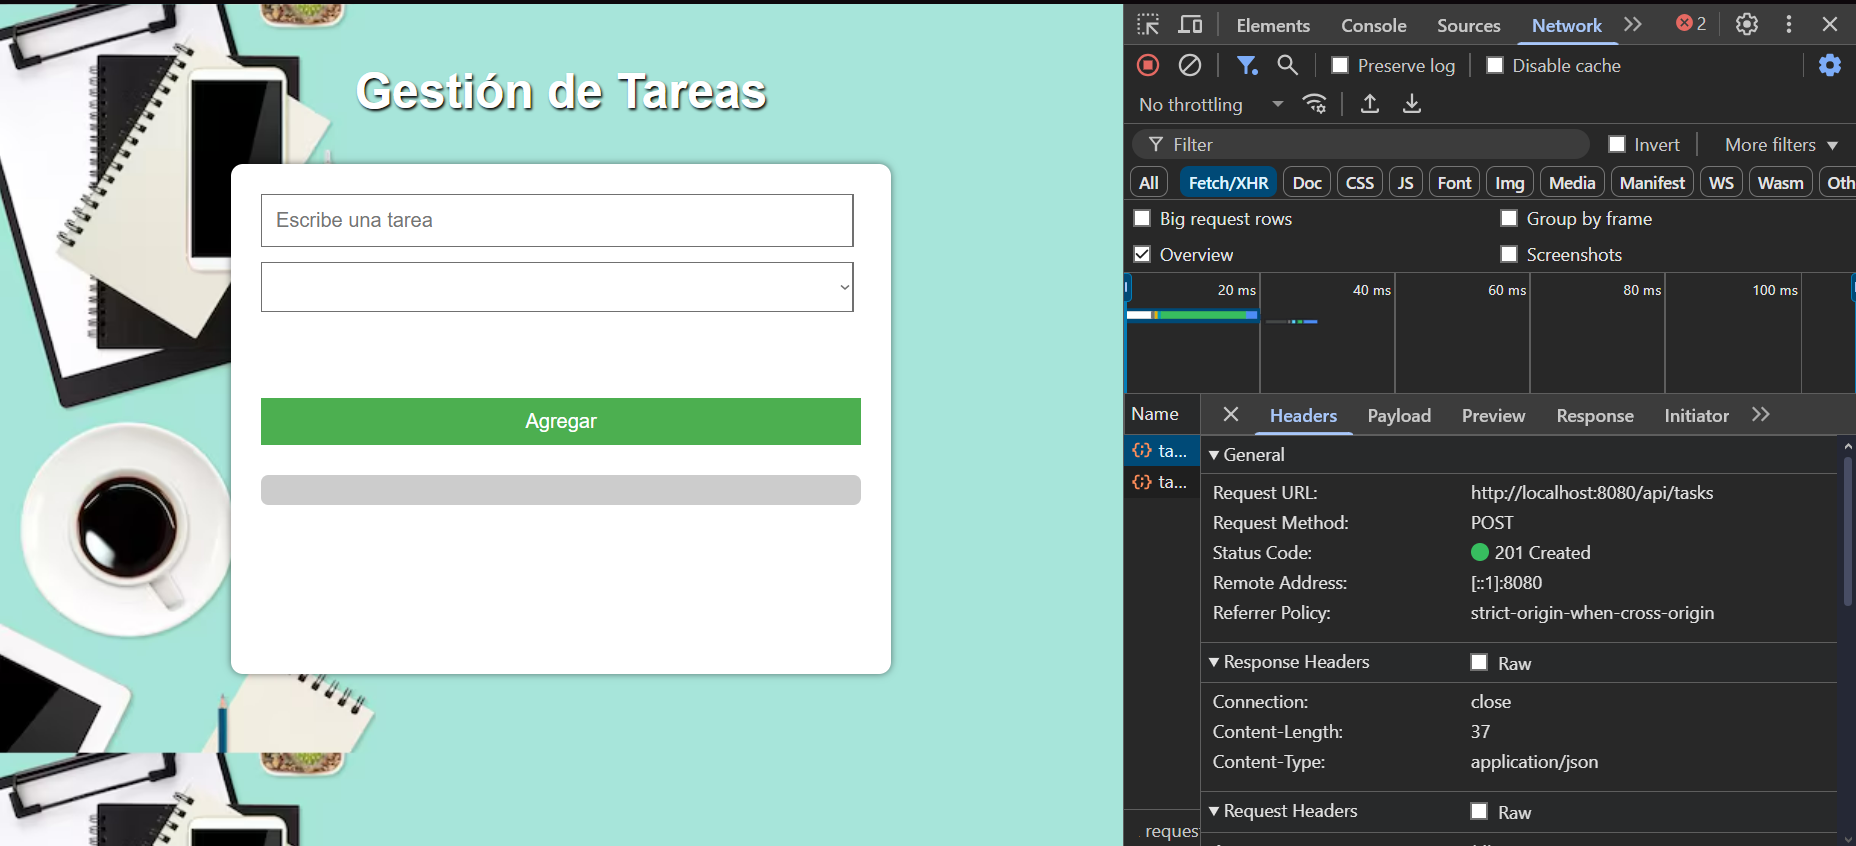 Gestión de Tareas
Escribe una tarea
Agregar
Elements Console Sources Network 2
Preserve log Disable cache
No throttling
Filter Invert More filters
All Fetch/XHR Doc CSS JS Font Img Media Manifest WS Wasm Oth
Big request rows Group by frame
Overview Screenshots
20 ms 40 ms 60 ms 80 ms 100 ms
Name Headers Payload Preview Response Initiator
ta...
ta...
General
Request URL: http://localhost:8080/api/tasks
Request Method: POST
Status Code: 201 Created
Remote Address: [::1]:8080
Referrer Policy: strict-origin-when-cross-origin
Response Headers Raw
Connection: close
Content-Length: 37
Content-Type: application/json
Request Headers Raw
reques